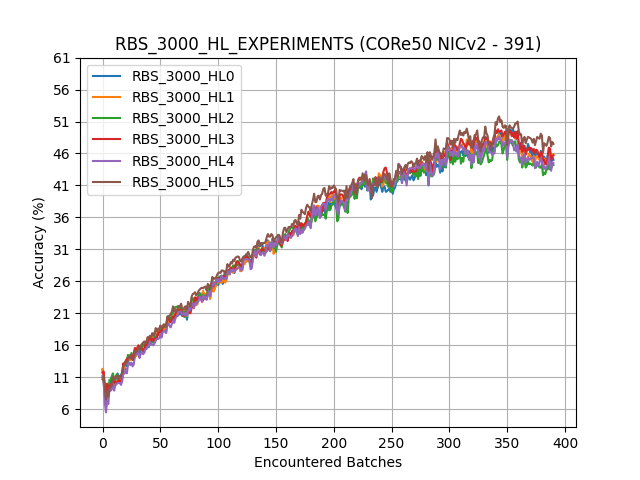 RBS_3000_HL_EXPERIMENTS (CORe50 NICv2 - 391)
RBS_3000_HL0
RBS_3000_HL1
RBS_3000_HL2
RBS_3000_HL3
RBS_3000_HL4
RBS_3000_HL5
Accuracy (%)
61
56
51
46
41
36
31
26
21
16
11
6
0 50 100 150 200 250 300 350 400
Encountered Batches